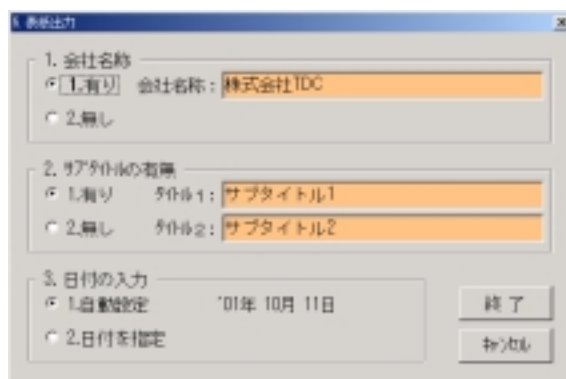 5. 表紙出力
1. 会社名称
1.有り 会社名称: 株式会社TDC
2.無し
2. ｻﾌﾞﾀｲﾄﾙの有無
1.有り ﾀｲﾄﾙ1: サブタイトル1
2.無し ﾀｲﾄﾙ2: サブタイトル2
3. 日付の入力
1.自動設定 '01年 10月 11日
2.日付を指定
終了
ｷｬﾝｾﾙ